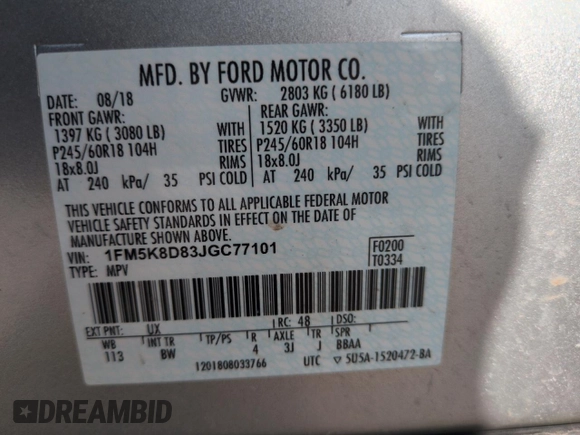 MFD. BY FORD MOTOR CO.
DATE: 08/18 GVWR: 2803 KG ( 6180 LB)
FRONT GAWR: REAR GAWR:
1397 KG ( 3080 LB) WITH 1520 KG ( 3350 LB) WITH
P245/60R18 104H TIRES P245/60R18 104H TIRES
18x8.0J RIMS 18x8.0J RIMS
AT 240 kPa/ 35 PSI COLD AT 240 kPa/ 35 PSI COLD
THIS VEHICLE CONFORMS TO ALL APPLICABLE FEDERAL MOTOR
VEHICLE SAFETY STANDARDS IN EFFECT ON THE DATE OF
MANUFACTURE SHOWN ABOVE.
VIN: 1FM5K8D83JGC77101 F0200
TYPE: MPV T0334
EXT PNT: UX RC: 48 DSO:
WB INT TR TP/PS R AXLE TR SPR
113 BW 4 3J J BBAA
1201808033766 UTC ▽ 5U5A-1520472-BA
DREAMBID